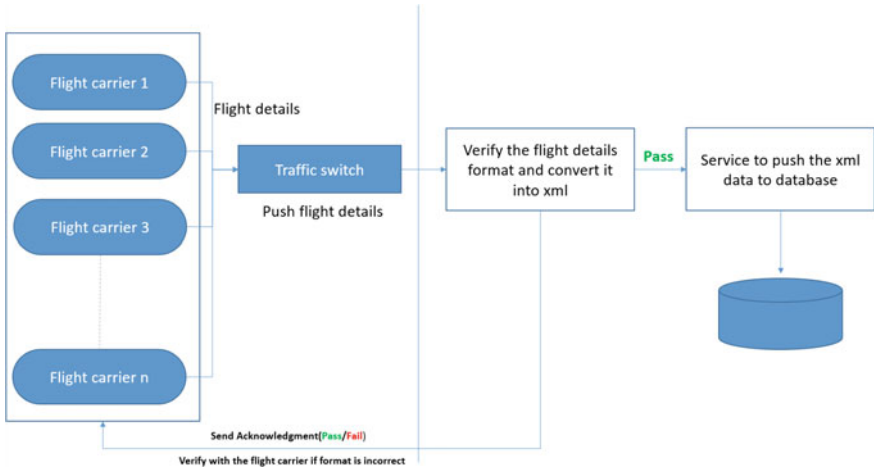 Flight carrier 1
Flight details
Flight carrier 2
Traffic switch
Push flight details
Flight carrier 3
Flight carrier n
Verify the flight details
format and convert it
into xml
Pass
Service to push the xml
data to database
Send Acknowledgment(Pass/Fail)
Verify with the flight carrier if format is incorrect